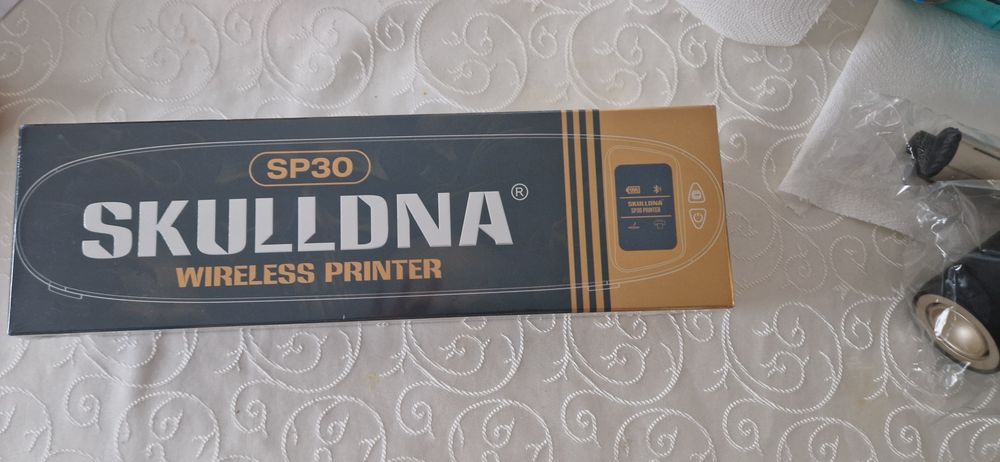 SP30
SKULLDNA®
WIRELESS PRINTER
SKULLDNA
SP30 PRINTER